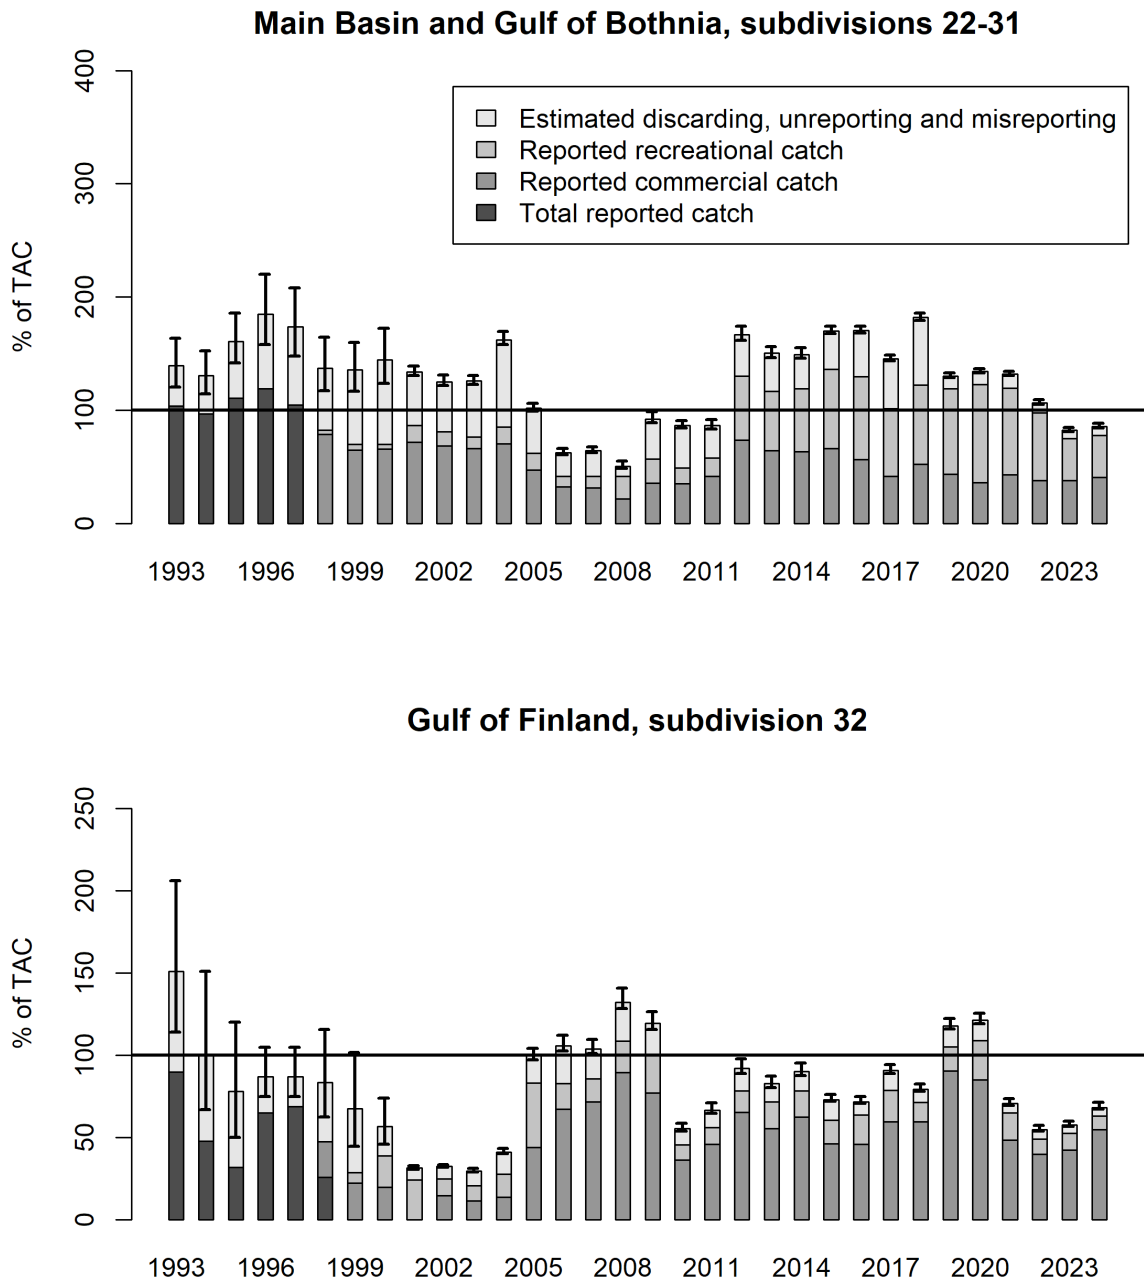 Main Basin and Gulf of Bothnia, subdivisions 22-31
400
300
200
100
0
% of TAC
Estimated discarding, unreporting and misreporting
Reported recreational catch
Reported commercial catch
Total reported catch
1993 1996 1999 2002 2005 2008 2011 2014 2017 2020 2023
Gulf of Finland, subdivision 32
250
200
150
100
50
0
% of TAC
1993 1996 1999 2002 2005 2008 2011 2014 2017 2020 2023